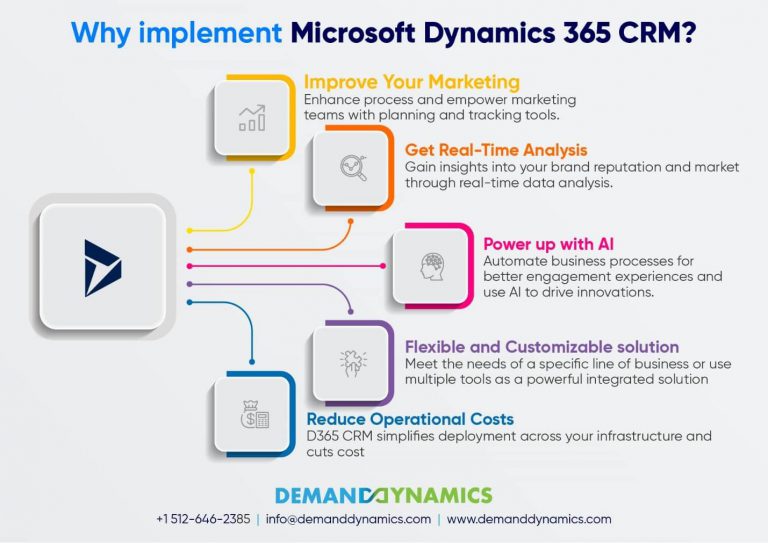 Why implement Microsoft Dynamics 365 CRM?
Improve Your Marketing
Enhance process and empower marketing
teams with planning and tracking tools.
Get Real-Time Analysis
Gain insights into your brand reputation and market
through real-time data analysis.
Power up with AI
Automate business processes for
better engagement experiences and
use AI to drive innovations.
Flexible and Customizable solution
Meet the needs of a specific line of business or use
multiple tools as a powerful integrated solution
Reduce Operational Costs
D365 CRM simplifies deployment across your infrastructure and
cuts cost
DEMANDDYNAMICS
+1 512-646-2385 | info@demanddynamics.com | www.demanddynamics.com